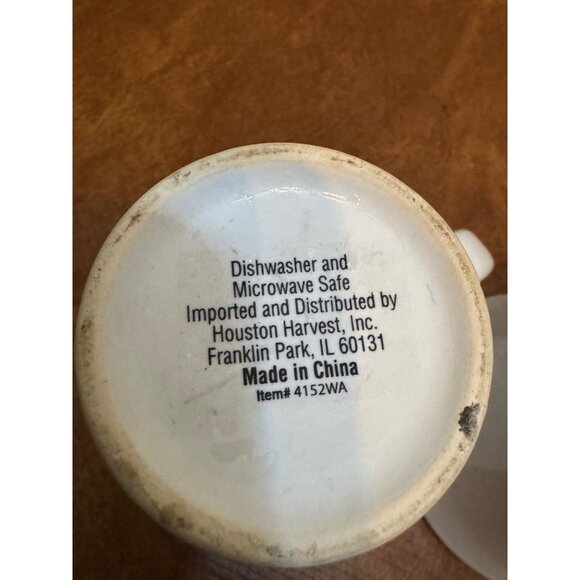 Dishwasher and
Microwave Safe
Imported and Distributed by
Houston Harvest, Inc.
Franklin Park, IL 60131
Made in China
Item# 4152WA